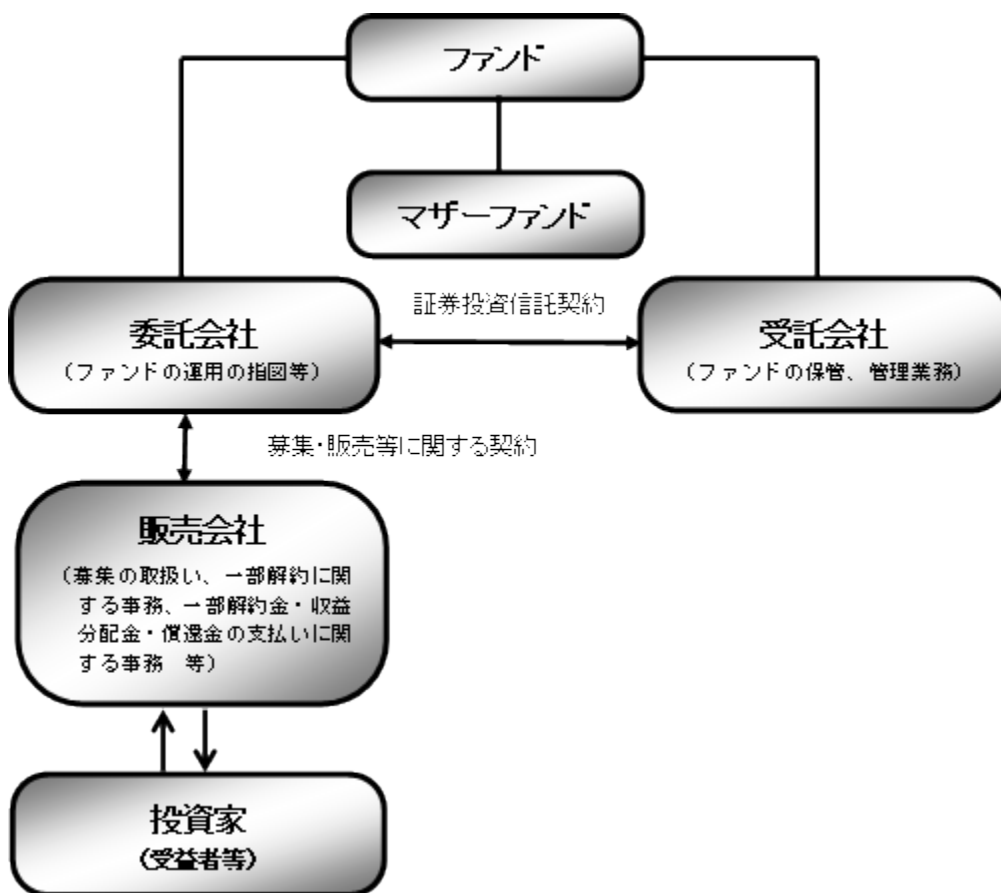 ファンド
マザーファンド
委託会社
(ファンドの運用の指図等)
証券投資信託契約
受託会社
(ファンドの保管、管理業務)
募集・販売等に関する契約
販売会社
(募集の取扱い、一部解約に関
する事務、一部解約金・収益
分配金・償還金の支払いに関
する事務　等)
投資家
(受益者等)